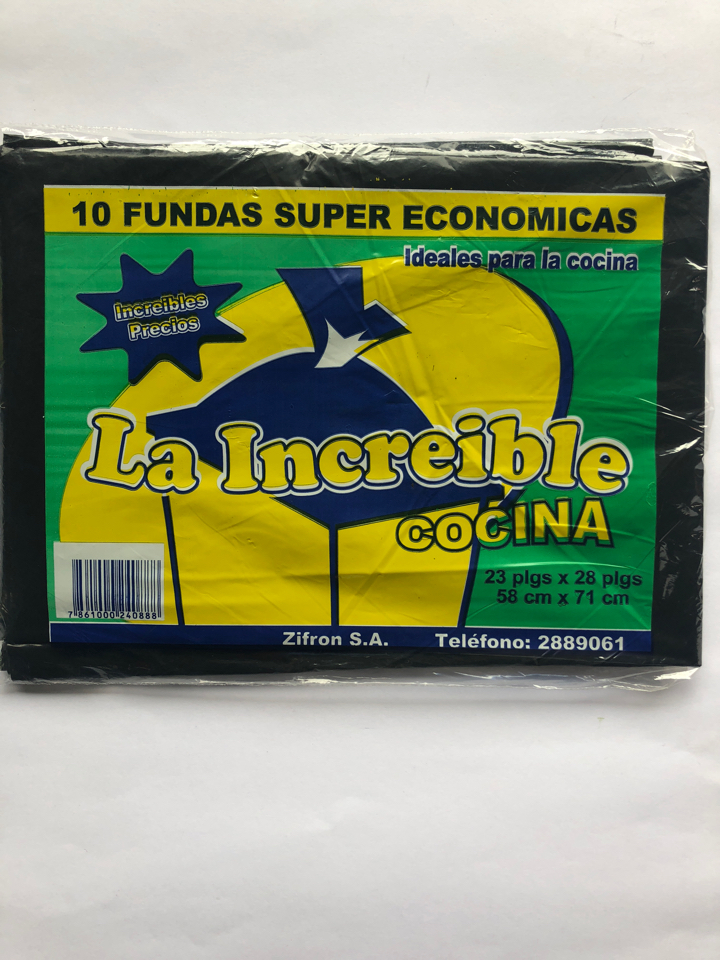 10 FUNDAS SUPER ECONOMICAS
Ideales para la cocina
Increibles
Precios
La Increible
COCINA
23 plgs x 28 plgs
58 cm x 71 cm
7 861000 240888
Zifron S.A. Teléfono: 2889061